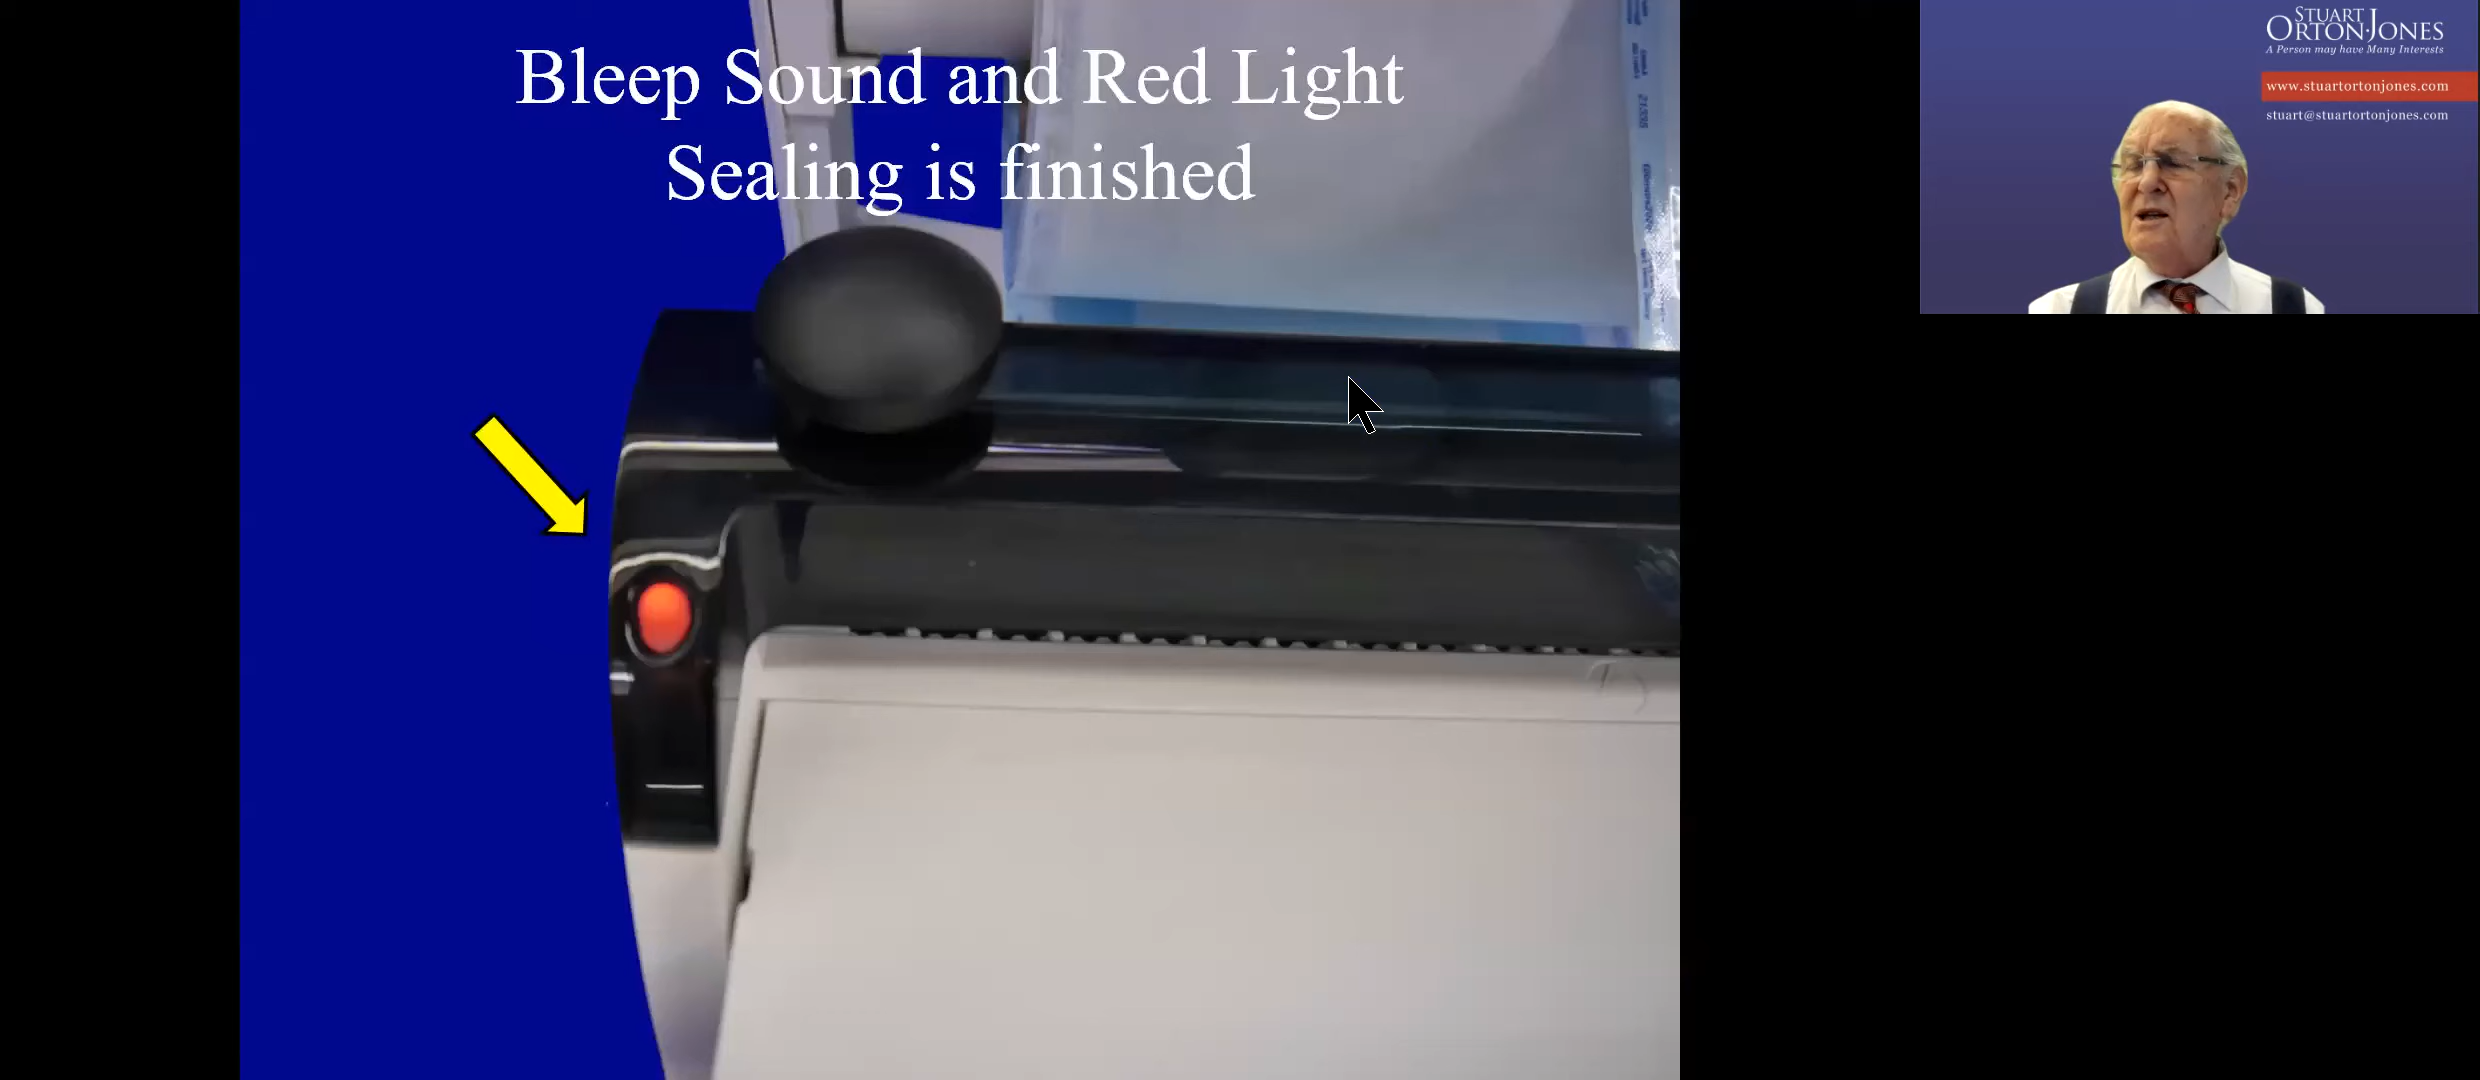 Bleep Sound and Red Light
Sealing is finished
STUART
ORTON-JONES
A Person may have Many Interests
www.stuartortonjones.com
stuart@stuartortonjones.com